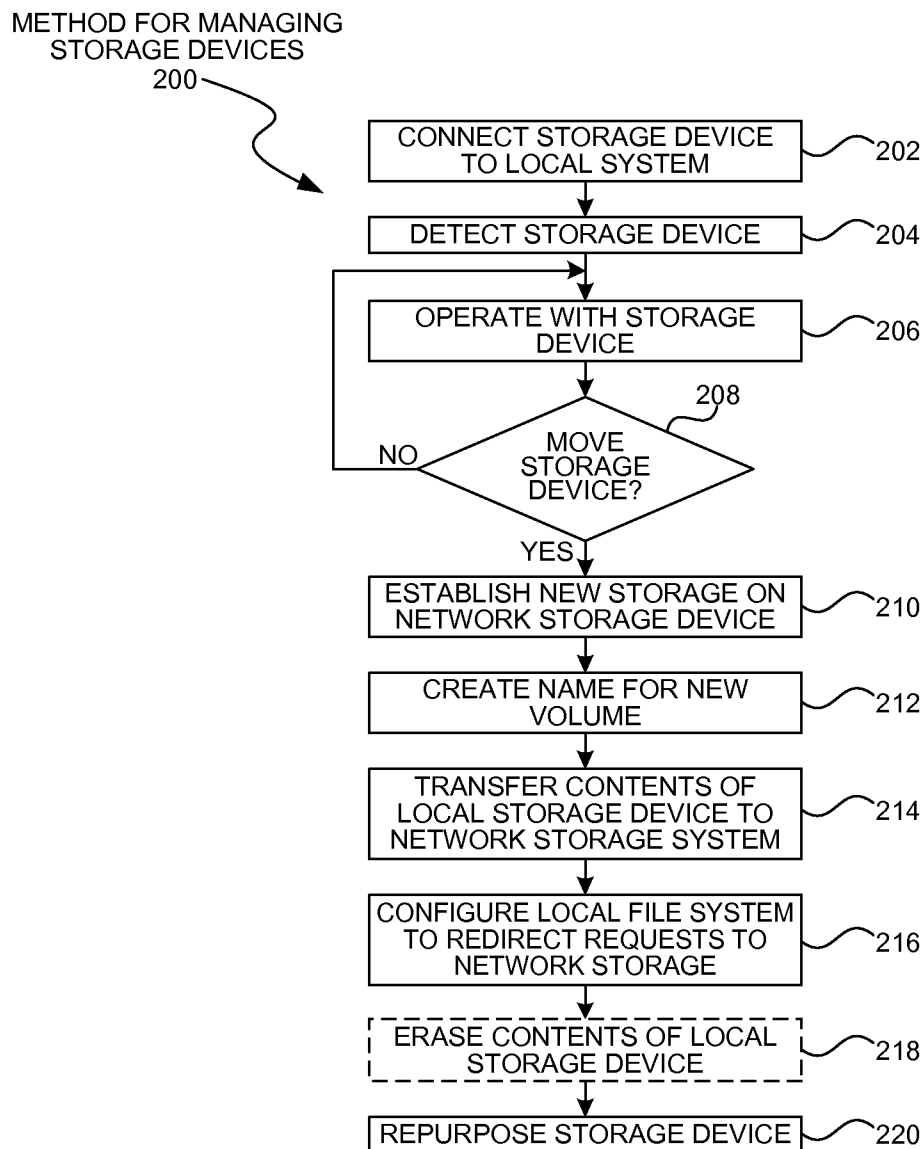 METHOD FOR MANAGING
STORAGE DEVICES
200
CONNECT STORAGE DEVICE
TO LOCAL SYSTEM
202
DETECT STORAGE DEVICE
204
OPERATE WITH STORAGE
DEVICE
206
208
MOVE
STORAGE
DEVICE?
NO
YES
ESTABLISH NEW STORAGE ON
NETWORK STORAGE DEVICE
210
CREATE NAME FOR NEW
VOLUME
212
TRANSFER CONTENTS OF
LOCAL STORAGE DEVICE TO
NETWORK STORAGE SYSTEM
214
CONFIGURE LOCAL FILE SYSTEM
TO REDIRECT REQUESTS TO
NETWORK STORAGE
216
ERASE CONTENTS OF LOCAL
STORAGE DEVICE
218
REPURPOSE STORAGE DEVICE
220